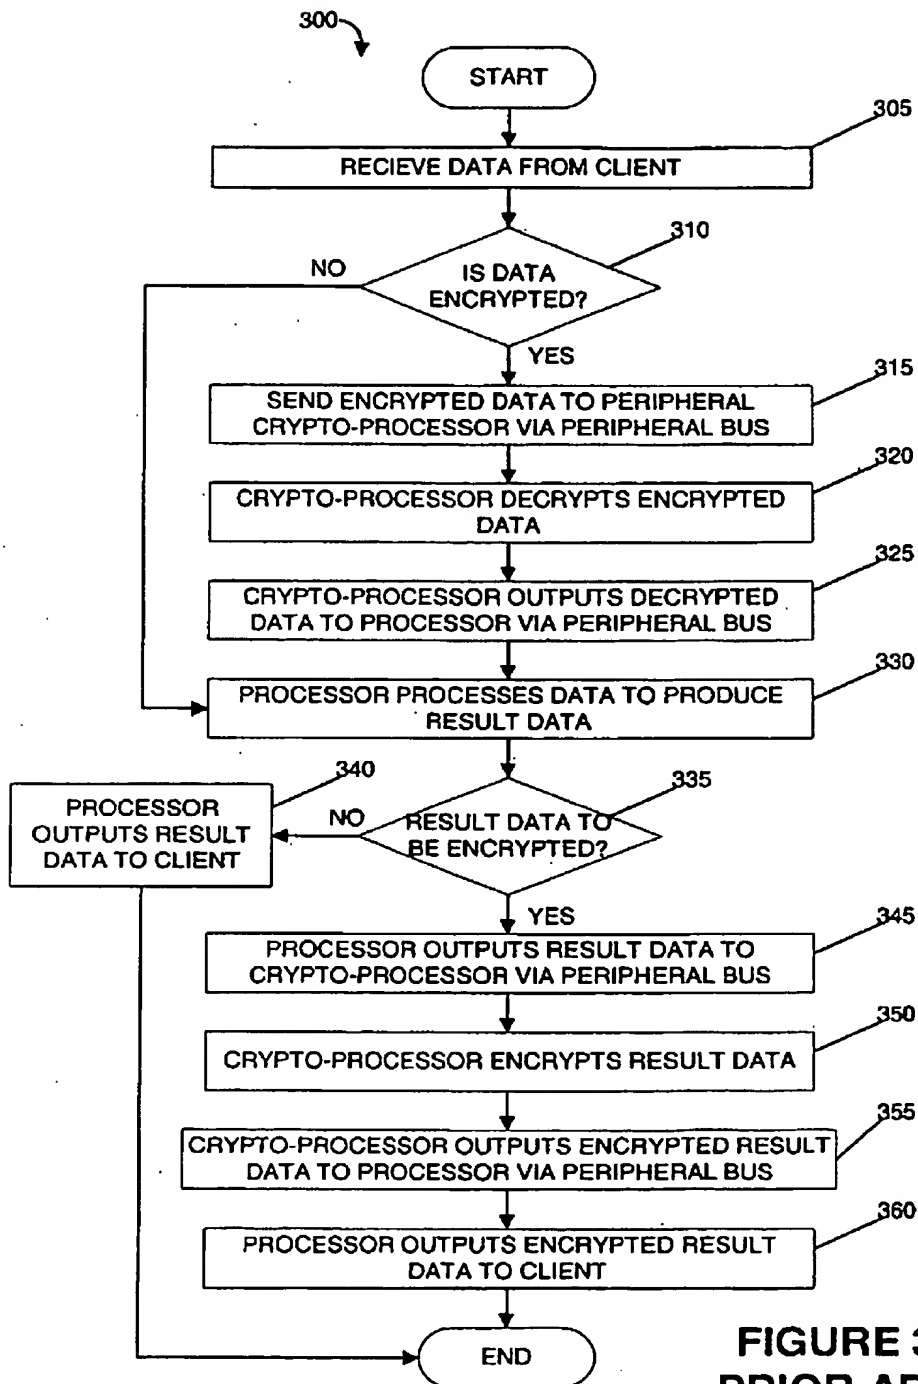 300
START
305
RECIEVE DATA FROM CLIENT
310
NO
IS DATA
ENCRYPTED?
YES
315
SEND ENCRYPTED DATA TO PERIPHERAL
CRYPTO-PROCESSOR VIA PERIPHERAL BUS
320
CRYPTO-PROCESSOR DECRYPTS ENCRYPTED
DATA
325
CRYPTO-PROCESSOR OUTPUTS DECRYPTED
DATA TO PROCESSOR VIA PERIPHERAL BUS
330
PROCESSOR PROCESSES DATA TO PRODUCE
RESULT DATA
340
335
PROCESSOR
OUTPUTS RESULT
DATA TO CLIENT
NO
RESULT DATA TO
BE ENCRYPTED?
YES
345
PROCESSOR OUTPUTS RESULT DATA TO
CRYPTO-PROCESSOR VIA PERIPHERAL BUS
350
CRYPTO-PROCESSOR ENCRYPTS RESULT DATA
355
CRYPTO-PROCESSOR OUTPUTS ENCRYPTED RESULT
DATA TO PROCESSOR VIA PERIPHERAL BUS
360
PROCESSOR OUTPUTS ENCRYPTED RESULT
DATA TO CLIENT
END
FIGURE 3
PRIOR